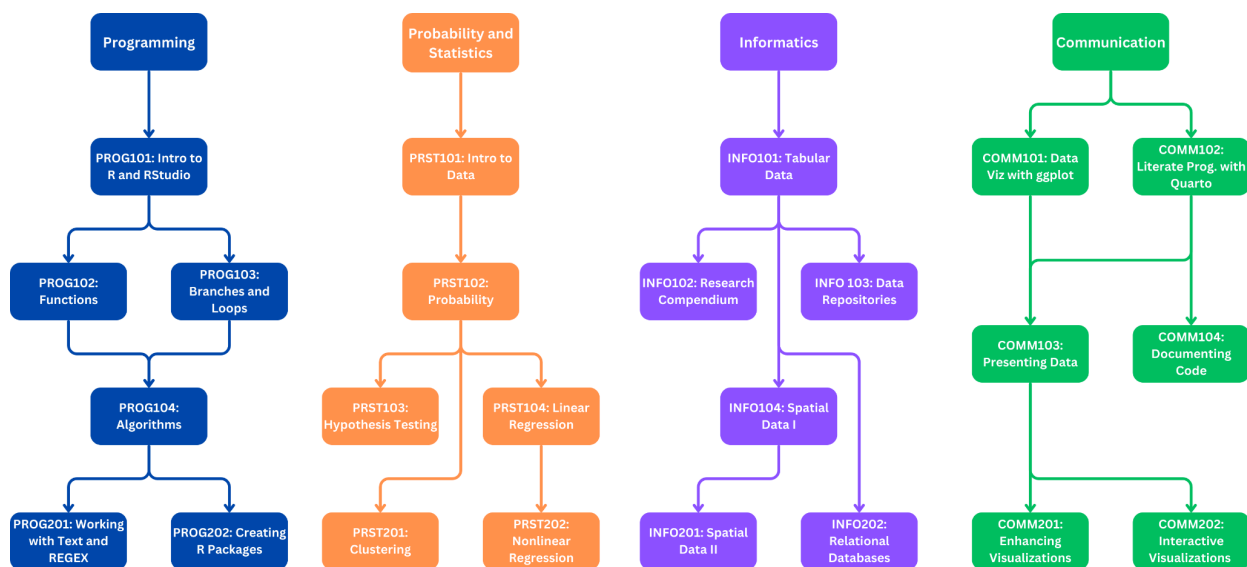 Programming
Probability and
Statistics
Informatics
Communication
PROG101: Intro to
R and RStudio
PRST101: Intro to
Data
INFO101: Tabular
Data
COMM101: Data
Viz with ggplot
COMM102:
Literate Prog. with
Quarto
PROG102:
Functions
PROG103:
Branches and
Loops
PRST102:
Probability
INFO102: Research
Compendium
INFO 103: Data
Repositories
COMM103:
Presenting Data
COMM104:
Documenting
Code
PROG104:
Algorithms
PRST103:
Hypothesis Testing
PRST104: Linear
Regression
INFO104: Spatial
Data I
PROG201: Working
with Text and
REGEX
PROG202: Creating
R Packages
PRST201:
Clustering
PRST202:
Nonlinear
Regression
INFO201: Spatial
Data II
INFO202:
Relational
Databases
COMM201:
Enhancing
Visualizations
COMM202:
Interactive
Visualizations